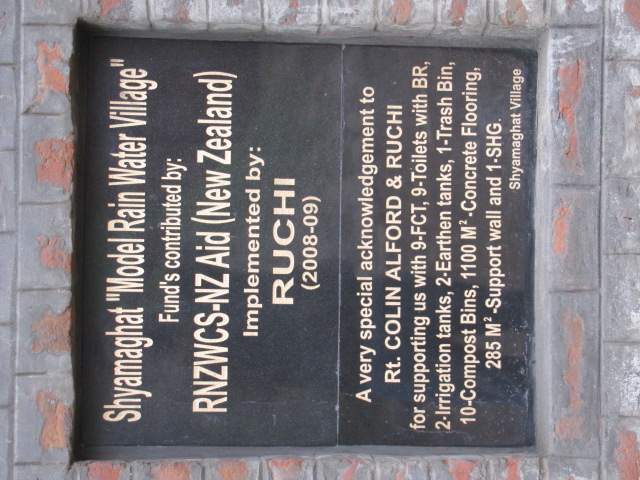 Shyamaghat "Model Rain Water Village"
Fund's contributed by:
RNZWCS-NZ Aid (New Zealand)
Implemented by:
RUCHI
(2008-09)
A very special acknowledgement to
Rt. COLIN ALFORD & RUCHI
for supporting us with 9-FCT, 9-Toilets with BR,
2-Irrigation tanks, 2-Earthen tanks, 1-Trash Bin,
10-Compost Bins, 1100 M² -Concrete Flooring,
285 M² -Support wall and 1-SHG.
Shyamaghat Village